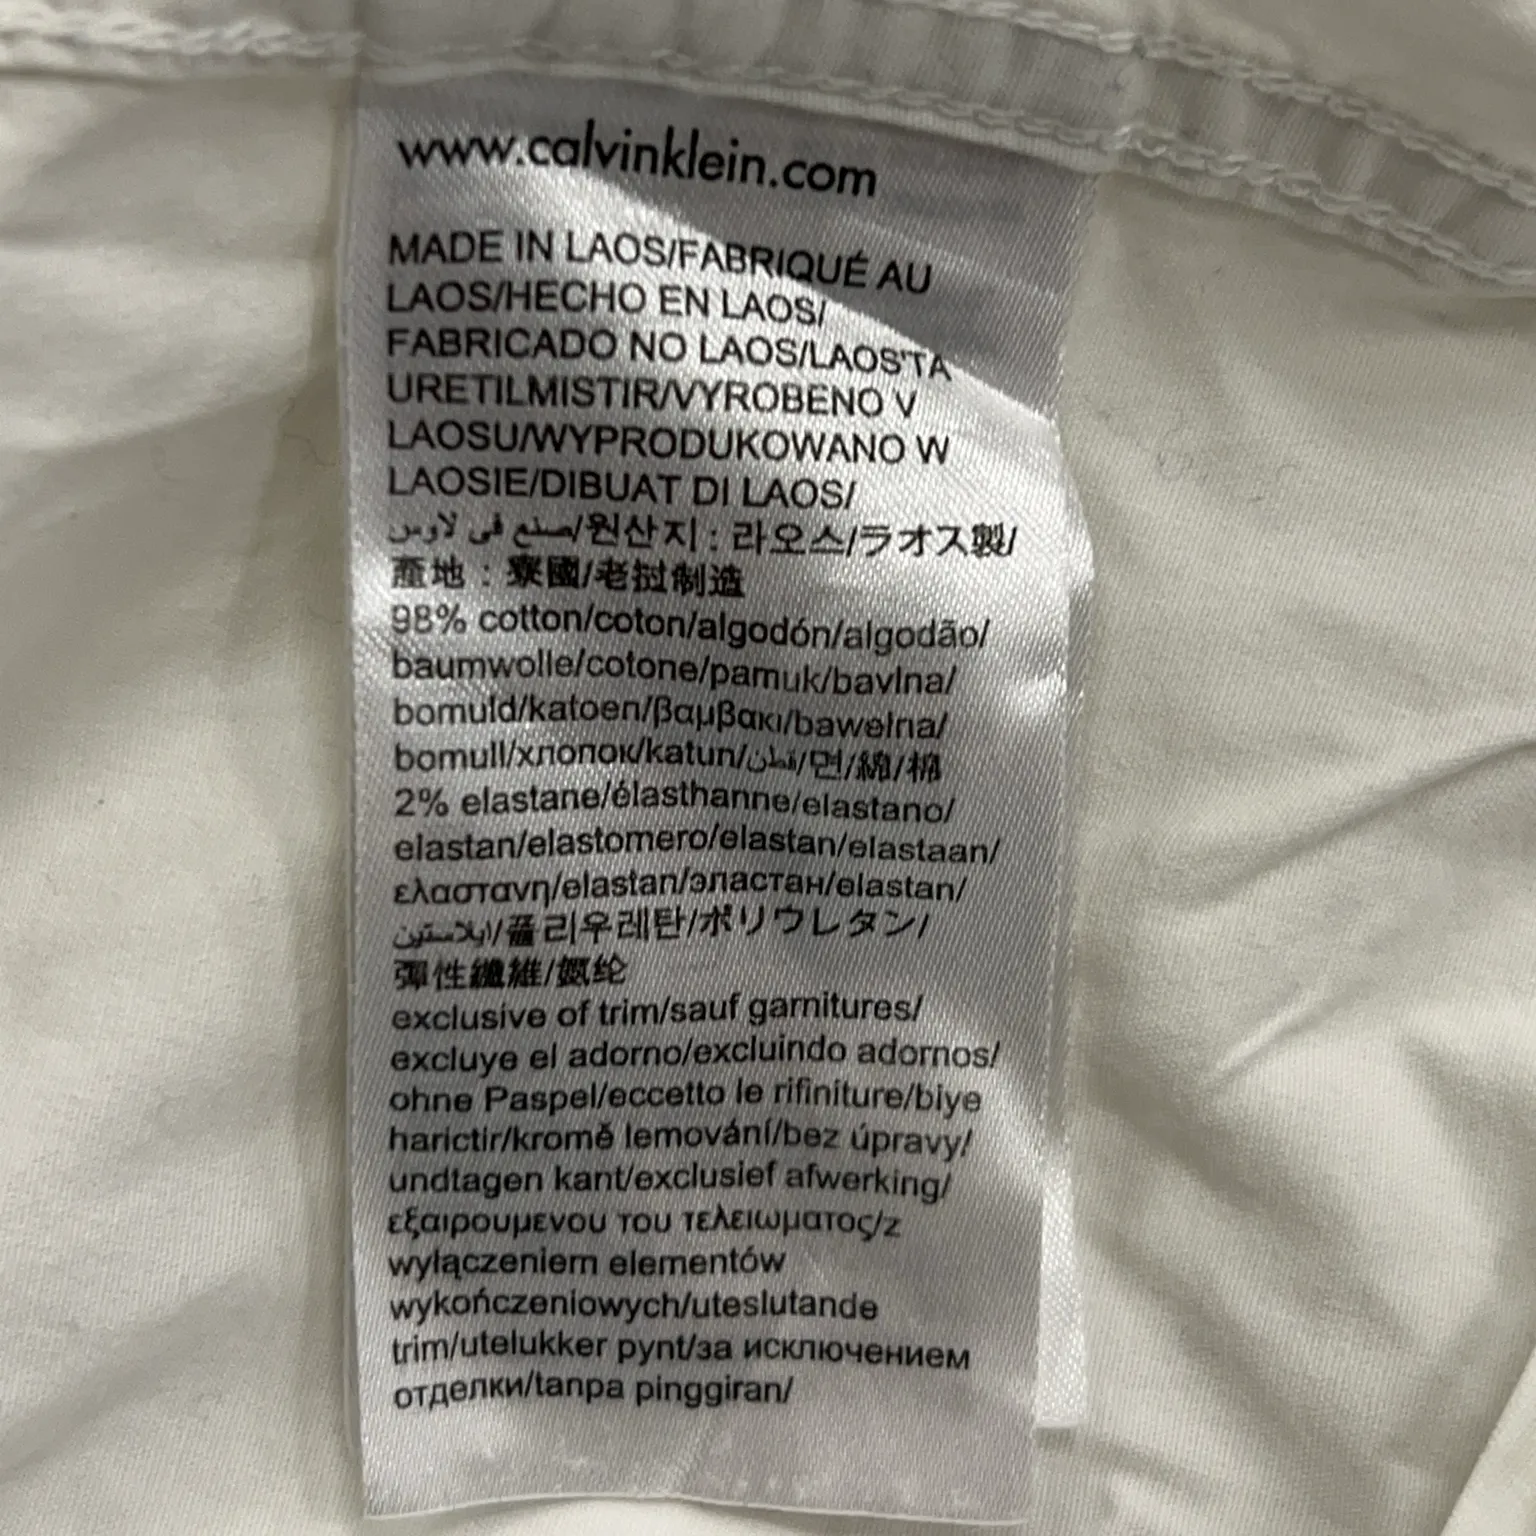 www.calvinklein.com
MADE IN LAOS/FABRIQUÉ AU
LAOS/HECHO EN LAOS/
FABRICADO NO LAOS/LAOS'TA
URETILMISTIR/VYROBENO V
LAOSU/WYPRODUKOWANO W
LAOSIE/DIBUAT DI LAOS/
صنع في لاوس/원산지 : 라오스/ラオス製/
產地 : 寮國/老挝制造
98% cotton/coton/algodón/algodão/
baumwolle/cotone/pamuk/bavlna/
bomuld/katoen/βαμβακι/bawełna/
bomull/хлопок/katun/قطن/면/綿/棉
2% elastane/élasthanne/elastano/
elastan/elastomero/elastan/elastaan/
ελαστανη/elastan/эластан/elastan/
ايلاستين/폴리우레탄/ポリウレタン/
彈性纖維/氨纶
exclusive of trim/sauf garnitures/
excluye el adorno/excluindo adornos/
ohne Paspel/eccetto le rifiniture/biye
harictir/kromě lemování/bez úpravy/
undtagen kant/exclusief afwerking/
εξαιρουμενου του τελειωματος/z
wyłączeniem elementów
wykończeniowych/uteslutande
trim/utelukker pynt/за исключением
отделки/tanpa pinggiran/